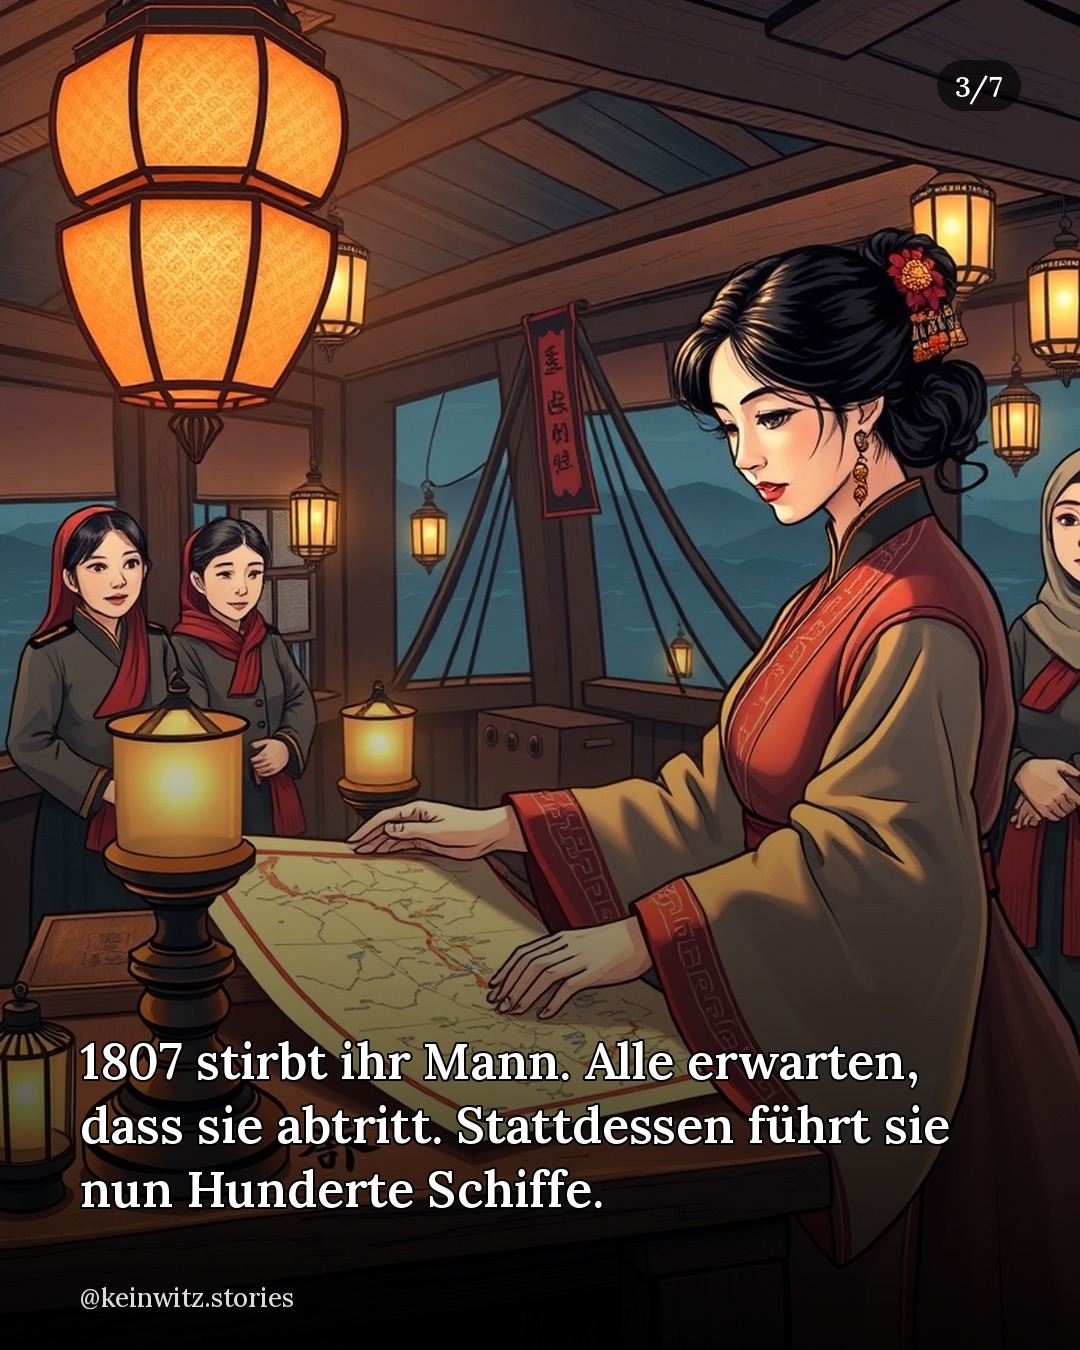 3/7
1807 stirbt ihr Mann. Alle erwarten,
dass sie abtritt. Stattdessen führt sie
nun Hunderte Schiffe.
@keinwitz.stories